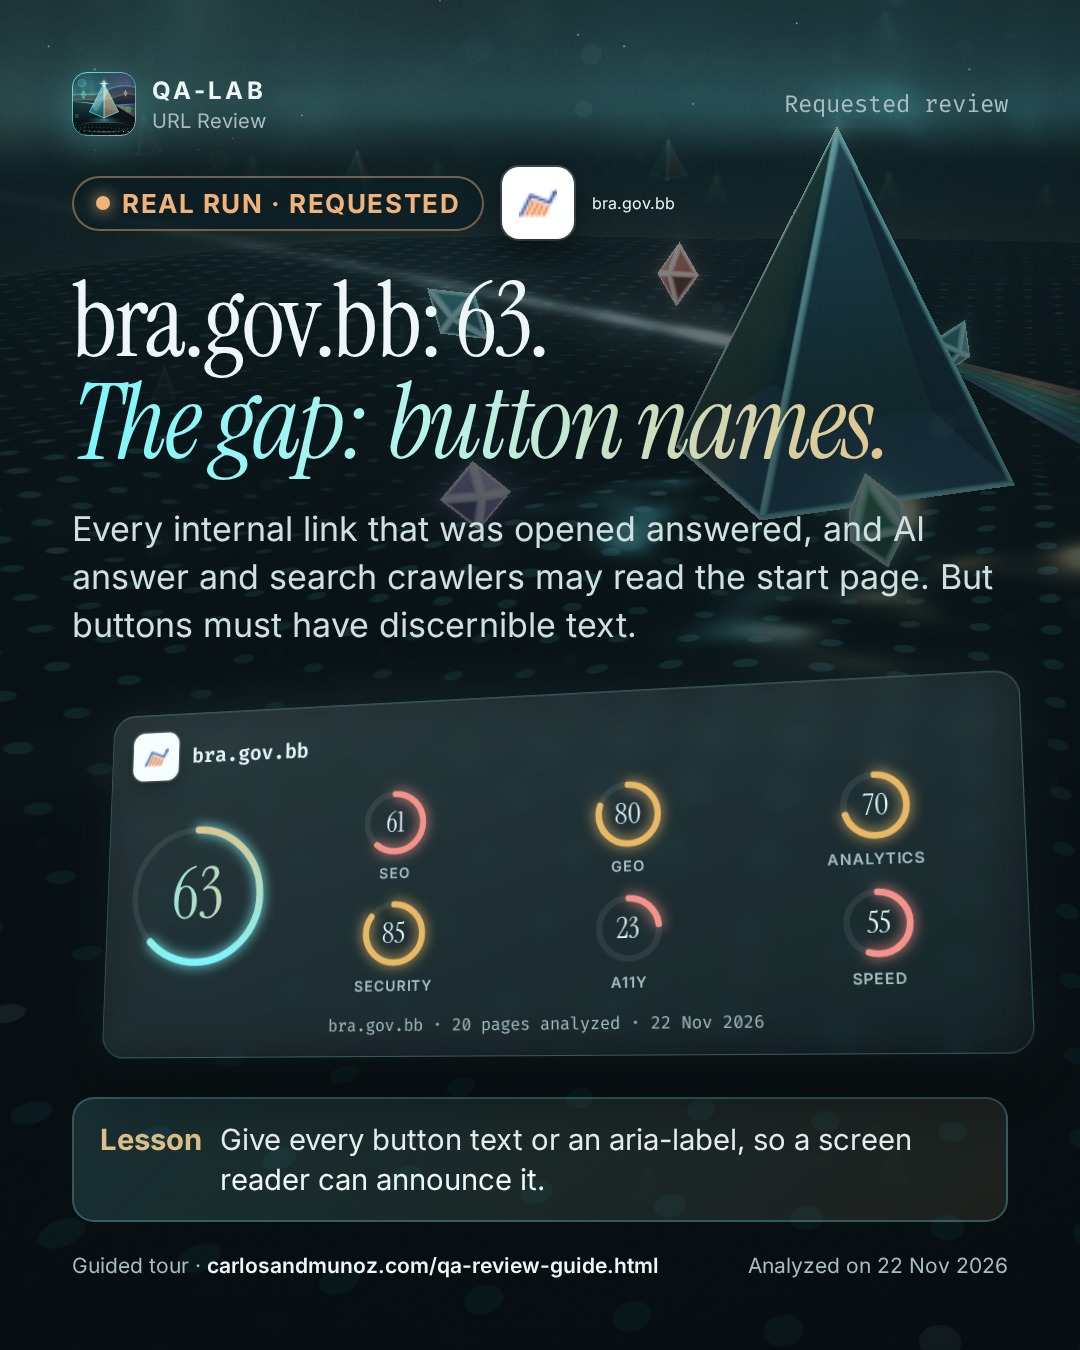 QA-LAB
URL Review
Requested review
REAL RUN · REQUESTED
bra.gov.bb
bra.gov.bb: 63.
The gap: button names.
Every internal link that was opened answered, and AI
answer and search crawlers may read the start page. But
buttons must have discernible text.
bra.gov.bb
63
61
SEO
80
GEO
70
ANALYTICS
85
SECURITY
23
A11Y
55
SPEED
bra.gov.bb · 20 pages analyzed · 22 Nov 2026
Lesson Give every button text or an aria-label, so a screen
reader can announce it.
Guided tour · carlosandmunoz.com/qa-review-guide.html
Analyzed on 22 Nov 2026